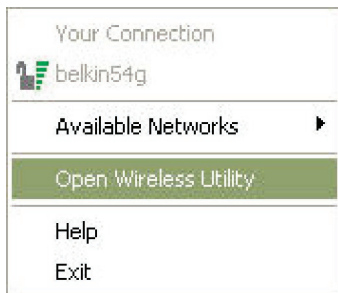 Your Connection
belkin54g
Available Networks
Open Wireless Utility
Help
Exit